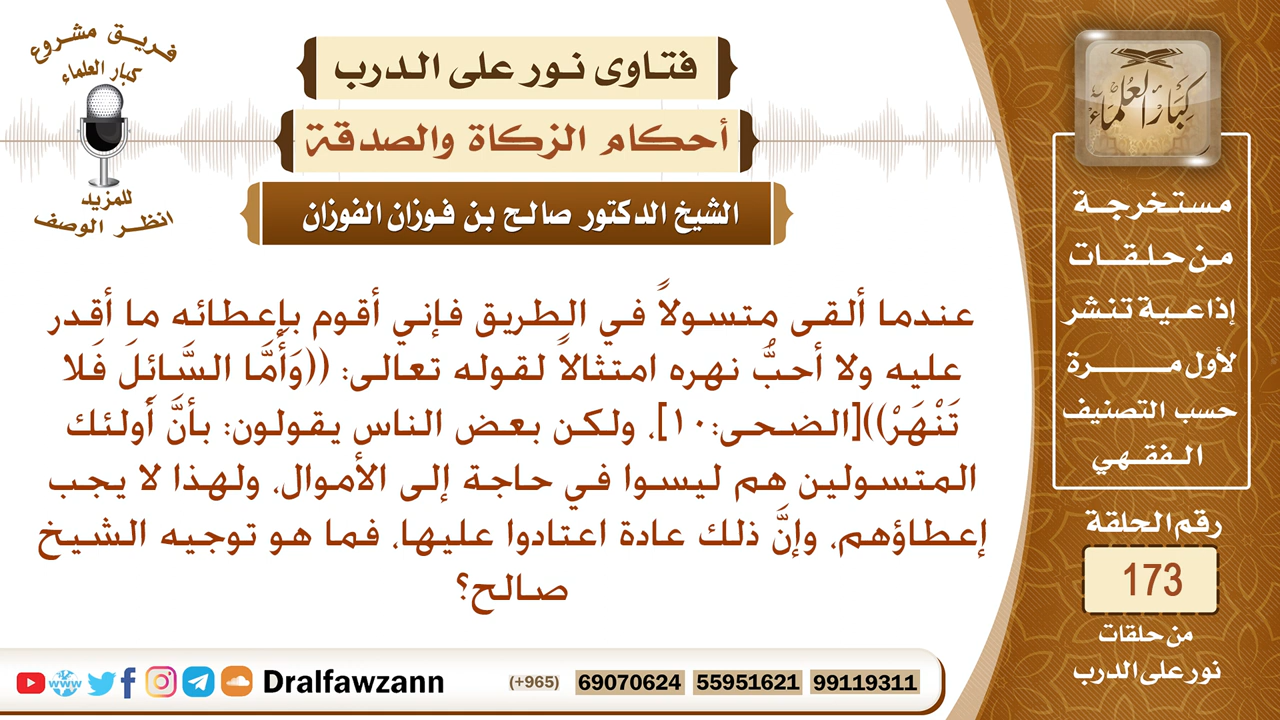 فريق مشروع
كبار العلماء
للمزيد
انظر الوصف
فتاوى نور على الدرب
أحكام الزكاة والصدقة
الشيخ الدكتور صالح بن فوزان الفوزان
عندما ألقى متسولاً في الطريق فإني أقوم بإعطائه ما أقدر
عليه ولا أحبُّ نهره امتثالاً لقوله تعالى: ((وَأَمَّا السَّائِلَ فَلا
تَنْهَرْ))[الضحى:١٠]، ولكن بعض الناس يقولون: بأنَّ أولئك
المتسولين هم ليسوا في حاجة إلى الأموال، ولهذا لا يجب
إعطاؤهم، وإنَّ ذلك عادة اعتادوا عليها، فما هو توجيه الشيخ
صالح؟
كبار العلماء
مستخرجة
من حلقات
إذاعية تنشر
لأول مرة
حسب التصنيف
الفقهي
رقم الحلقة
173
من حلقات
نور على الدرب
www Dralfawzann (+965) 69070624 55951621 99119311